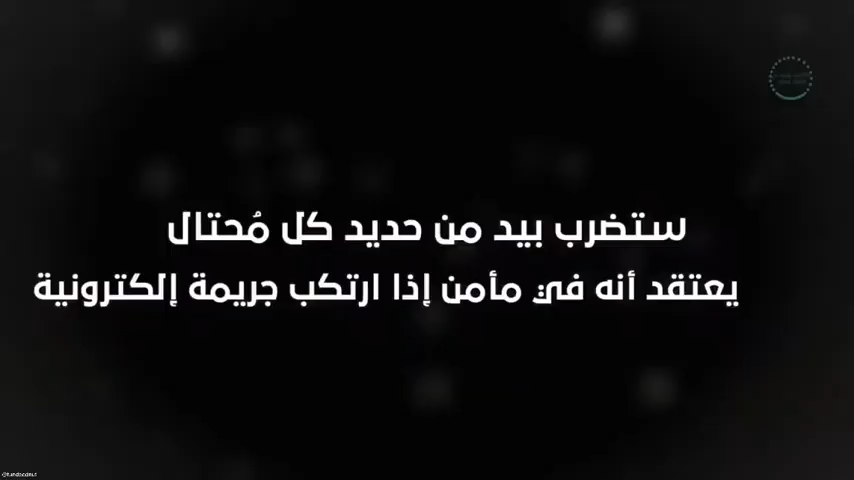 ستضرب بيد من حديد كل مُحتال
يعتقد أنه في مأمن إذا ارتكب جريمة إلكترونية